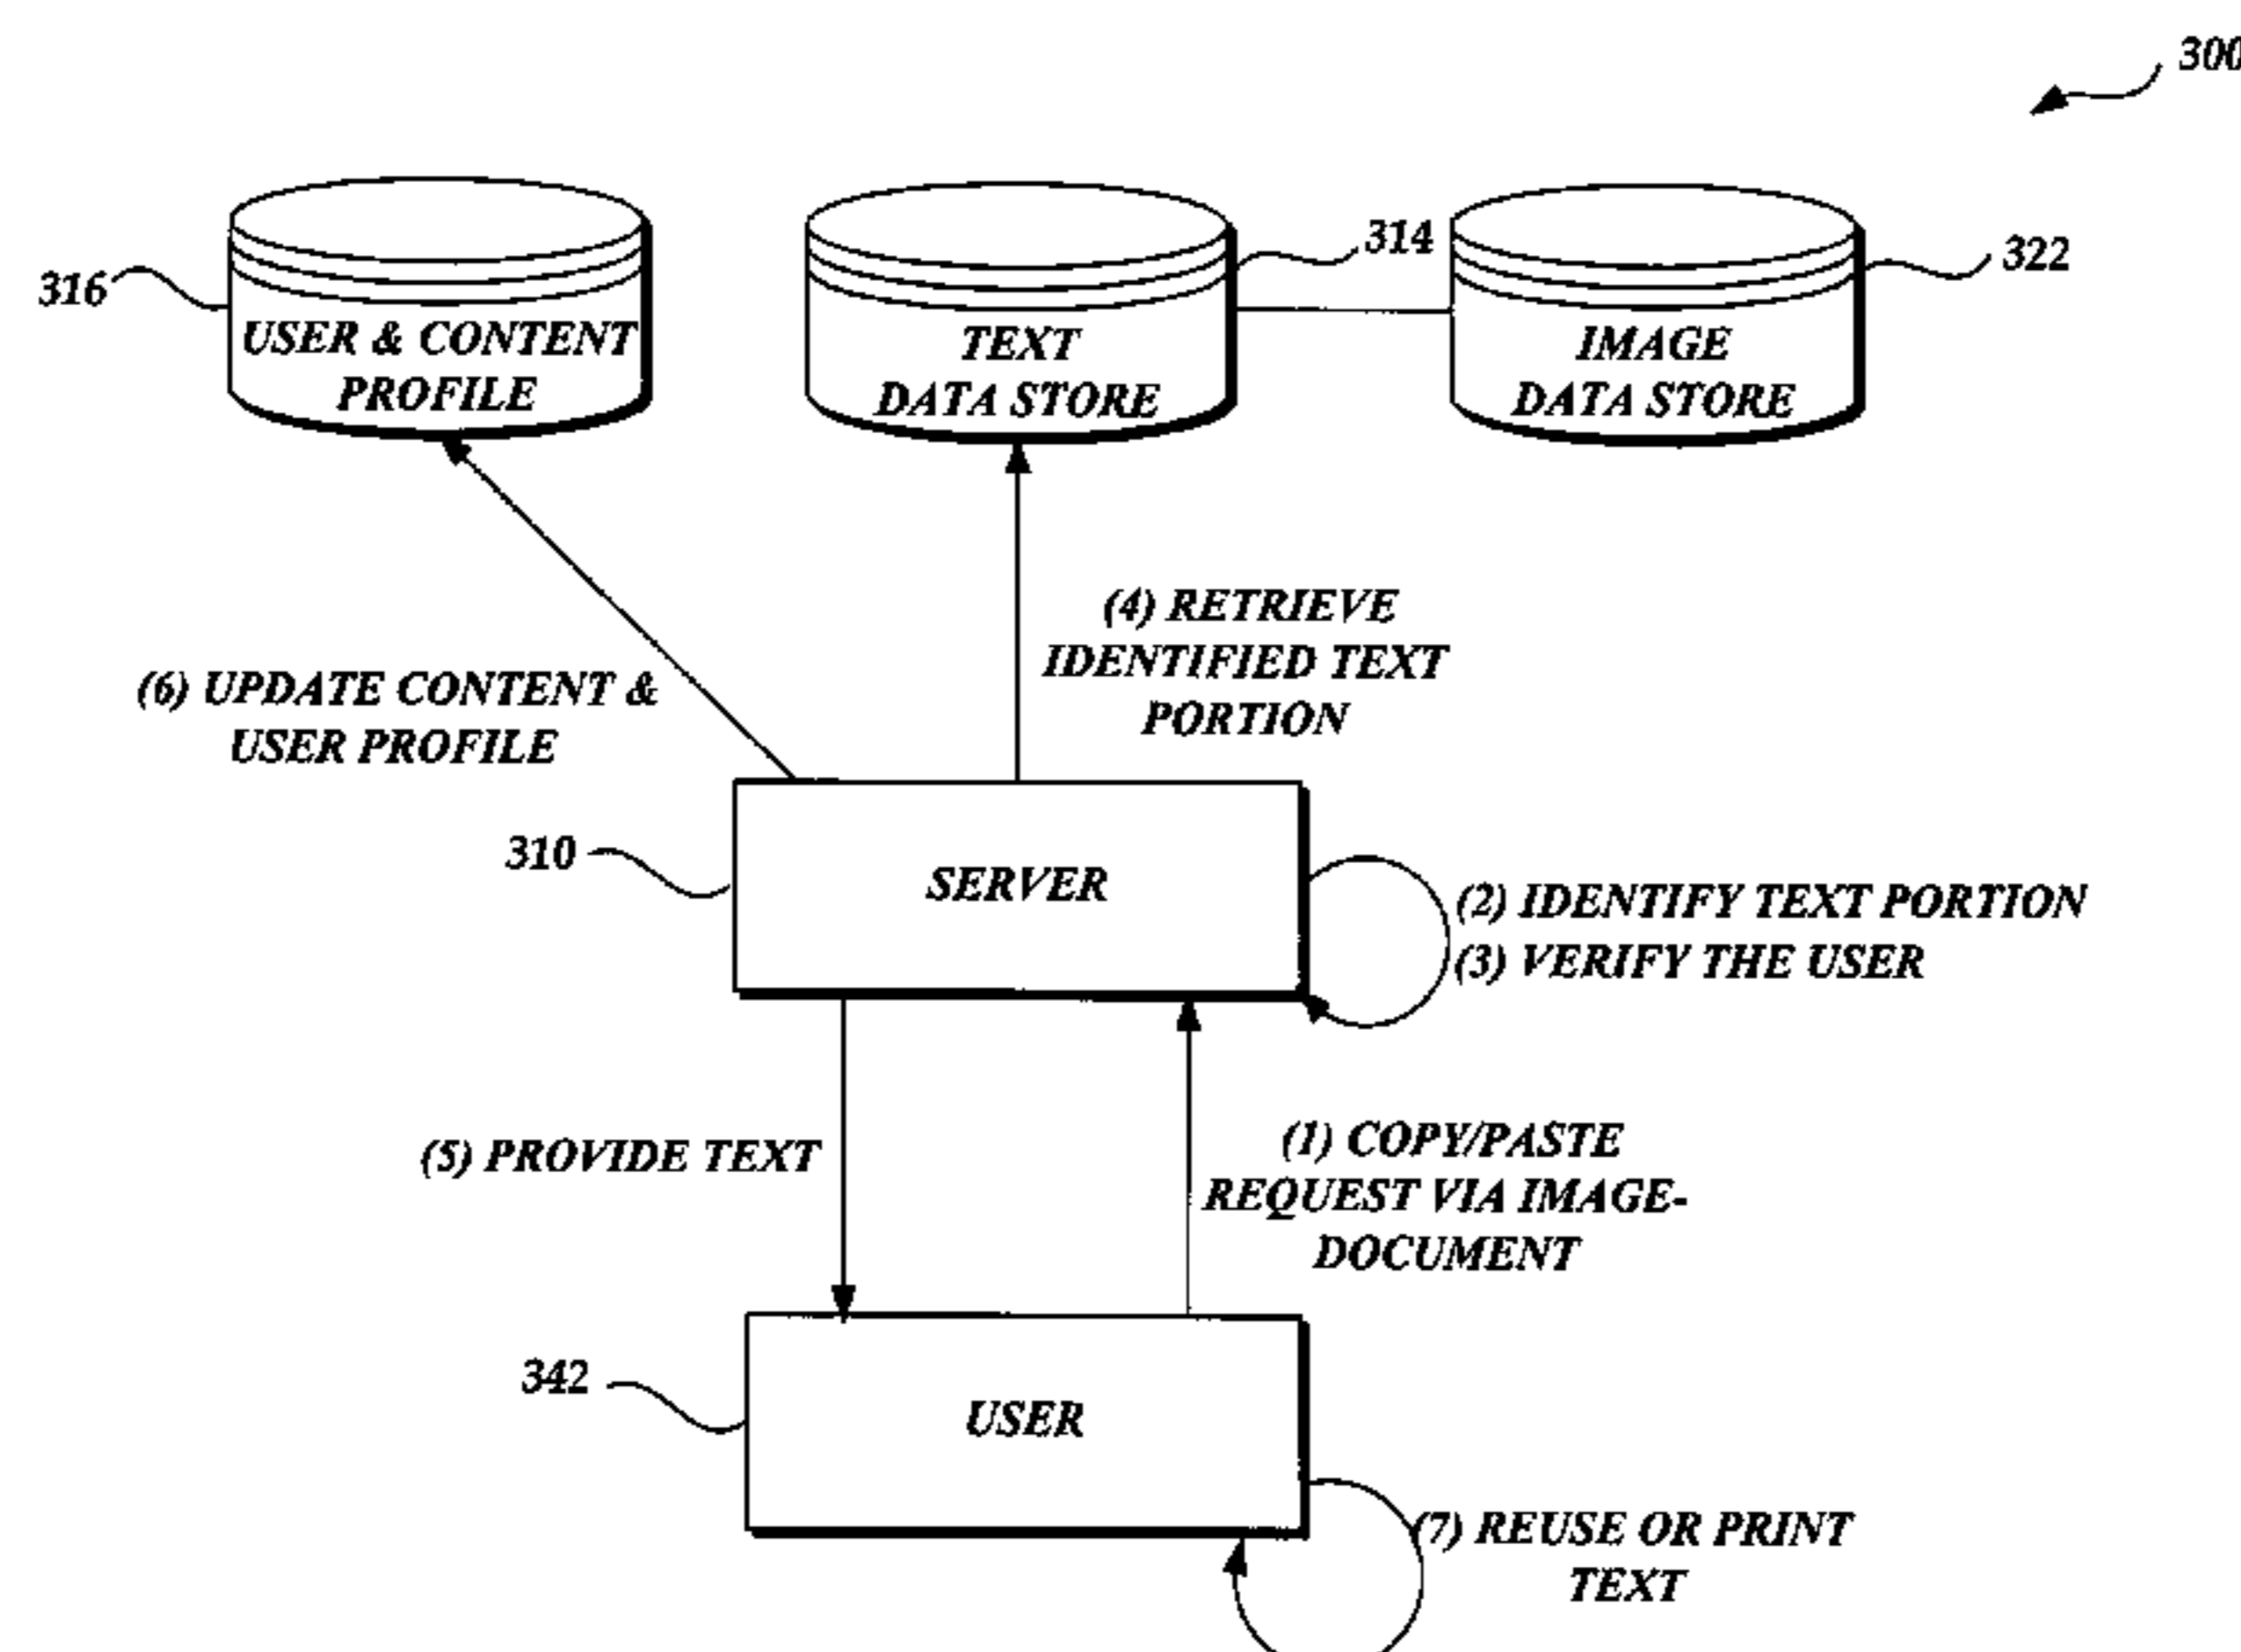 300
316
USER & CONTENT
PROFILE
TEXT
DATA STORE
314
IMAGE
DATA STORE
322
(6) UPDATE CONTENT &
USER PROFILE
(4) RETRIEVE
IDENTIFIED TEXT
PORTION
310
SERVER
(2) IDENTIFY TEXT PORTION
(3) VERIFY THE USER
(5) PROVIDE TEXT
(1) COPY/PASTE
REQUEST VIA IMAGE-
DOCUMENT
342
USER
(7) REUSE OR PRINT
TEXT